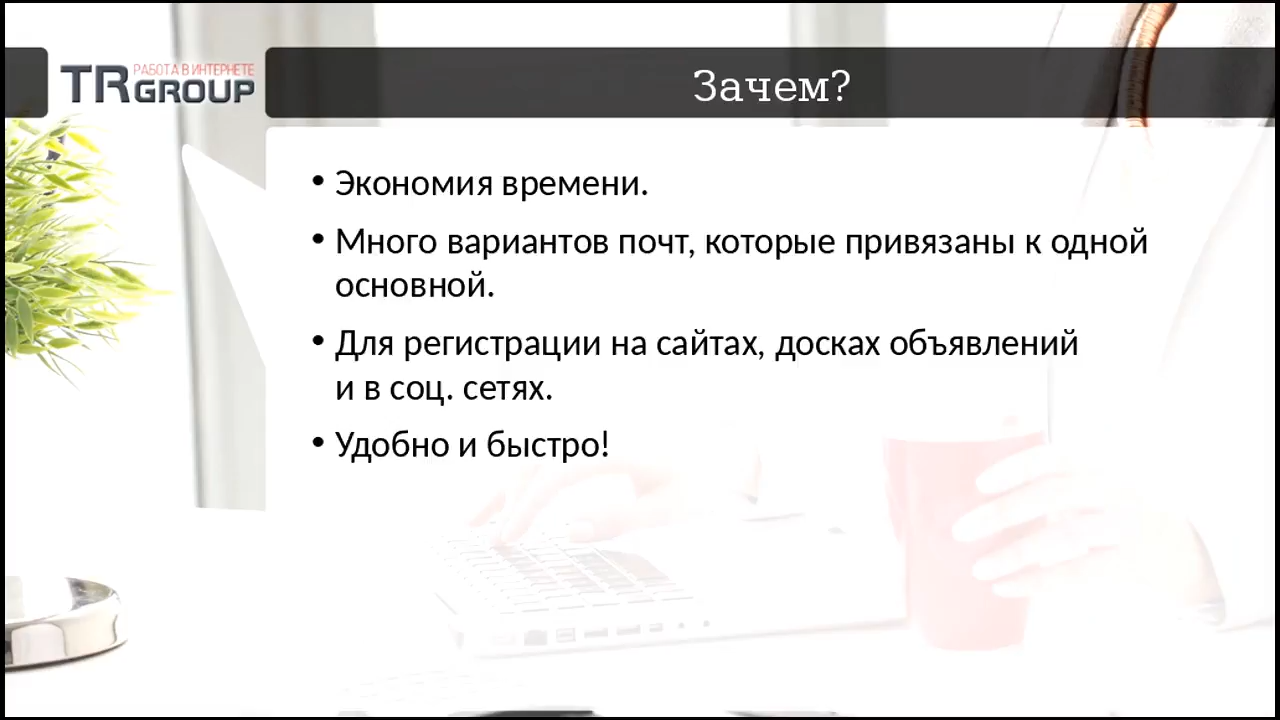 РАБОТА В ИНТЕРНЕТЕ
TR GROUP
Зачем?
• Экономия времени.
• Много вариантов почт, которые привязаны к одной
основной.
• Для регистрации на сайтах, досках объявлений
и в соц. сетях.
• Удобно и быстро!